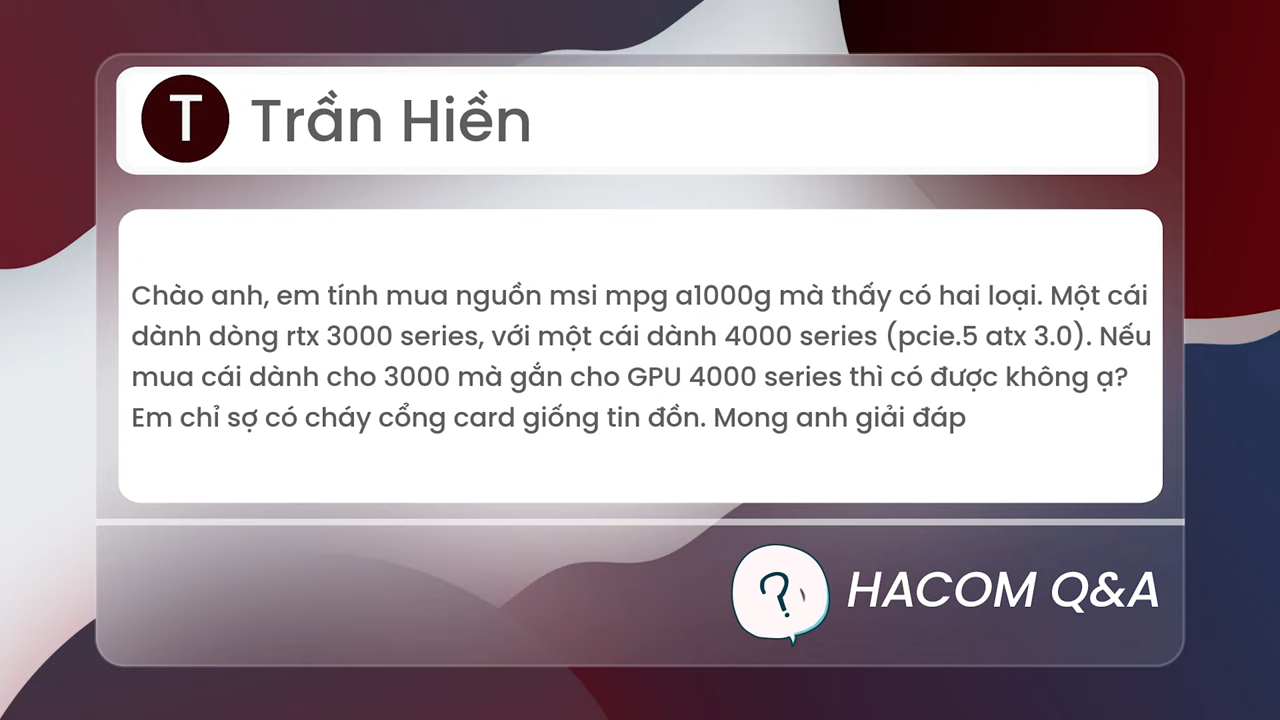 T
Trần Hiền
Chào anh, em tính mua nguồn msi mpg a1000g mà thấy có hai loại. Một cái
dành dòng rtx 3000 series, với một cái dành 4000 series (pcie.5 atx 3.0). Nếu
mua cái dành cho 3000 mà gắn cho GPU 4000 series thì có được không ạ?
Em chỉ sợ có cháy cổng card giống tin đồn. Mong anh giải đáp
?
HACOM Q&A